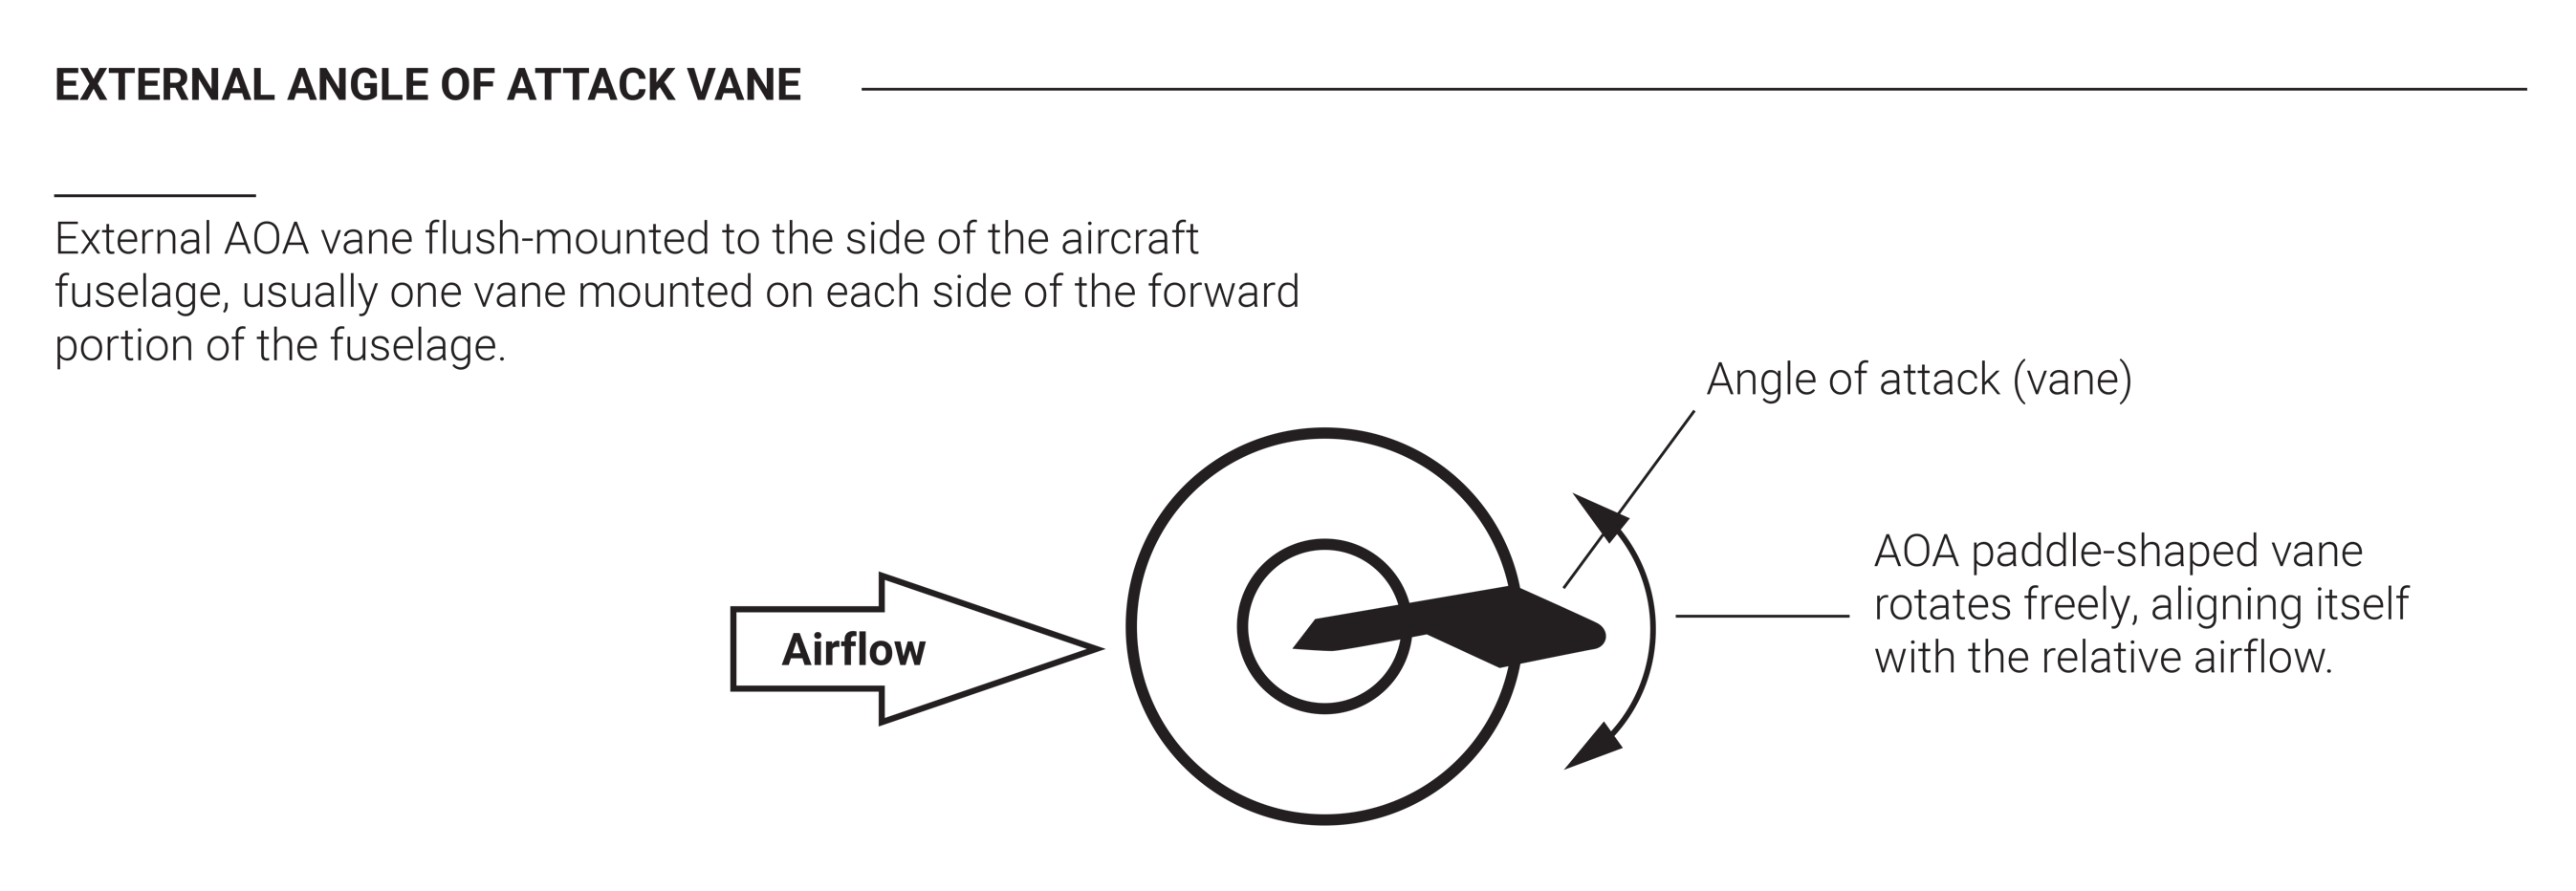 EXTERNAL ANGLE OF ATTACK VANE
External AOA vane flush-mounted to the side of the aircraft
fuselage, usually one vane mounted on each side of the forward
portion of the fuselage.
Angle of attack (vane)
AOA paddle-shaped vane
rotates freely, aligning itself
with the relative airflow.
Airflow